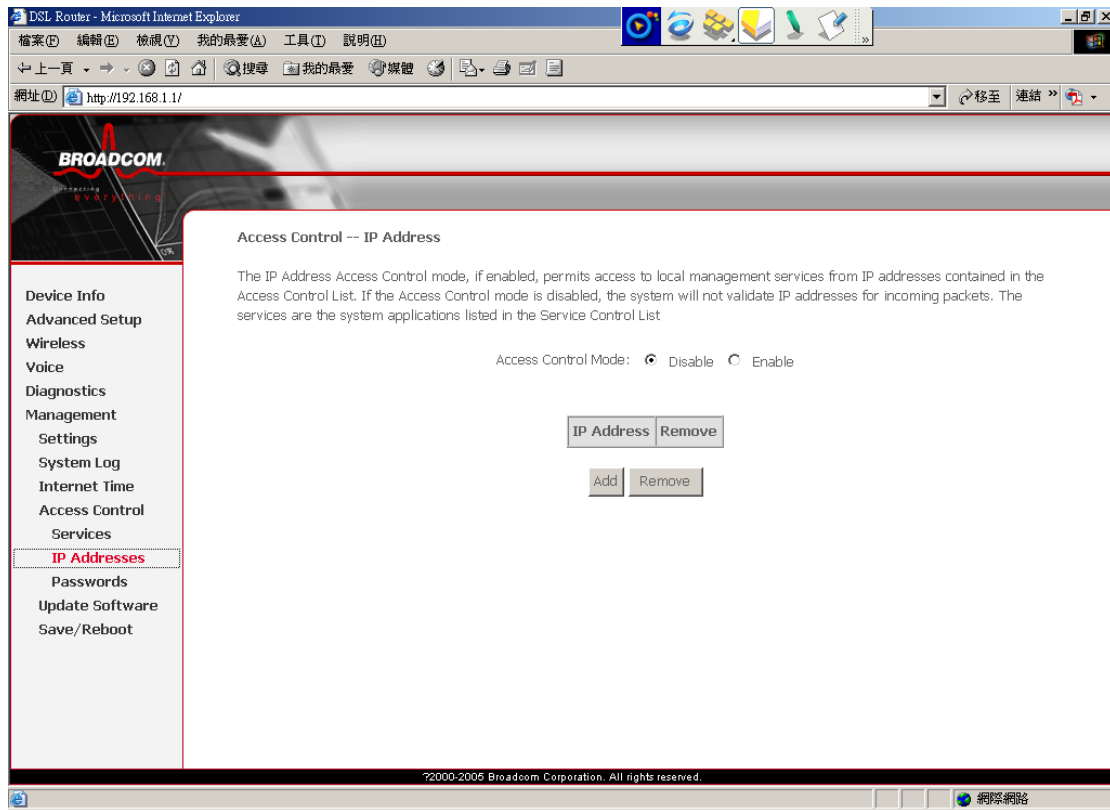 DSL Router - Microsoft Internet Explorer
檔案(F) 編輯(E) 檢視(V) 我的最愛(A) 工具(T) 說明(H)
»
上一頁 搜尋 我的最愛 媒體
網址(D) http://192.168.1.1/ 移至 連結 »
BROADCOM.
Connecting
everything
Access Control -- IP Address
The IP Address Access Control mode, if enabled, permits access to local management services from IP addresses contained in the
Access Control List. If the Access Control mode is disabled, the system will not validate IP addresses for incoming packets. The
services are the system applications listed in the Service Control List
Access Control Mode: Disable Enable
IP Address Remove
Add Remove
Device Info
Advanced Setup
Wireless
Voice
Diagnostics
Management
Settings
System Log
Internet Time
Access Control
Services
IP Addresses
Passwords
Update Software
Save/Reboot
?2000-2005 Broadcom Corporation. All rights reserved.
網際網路